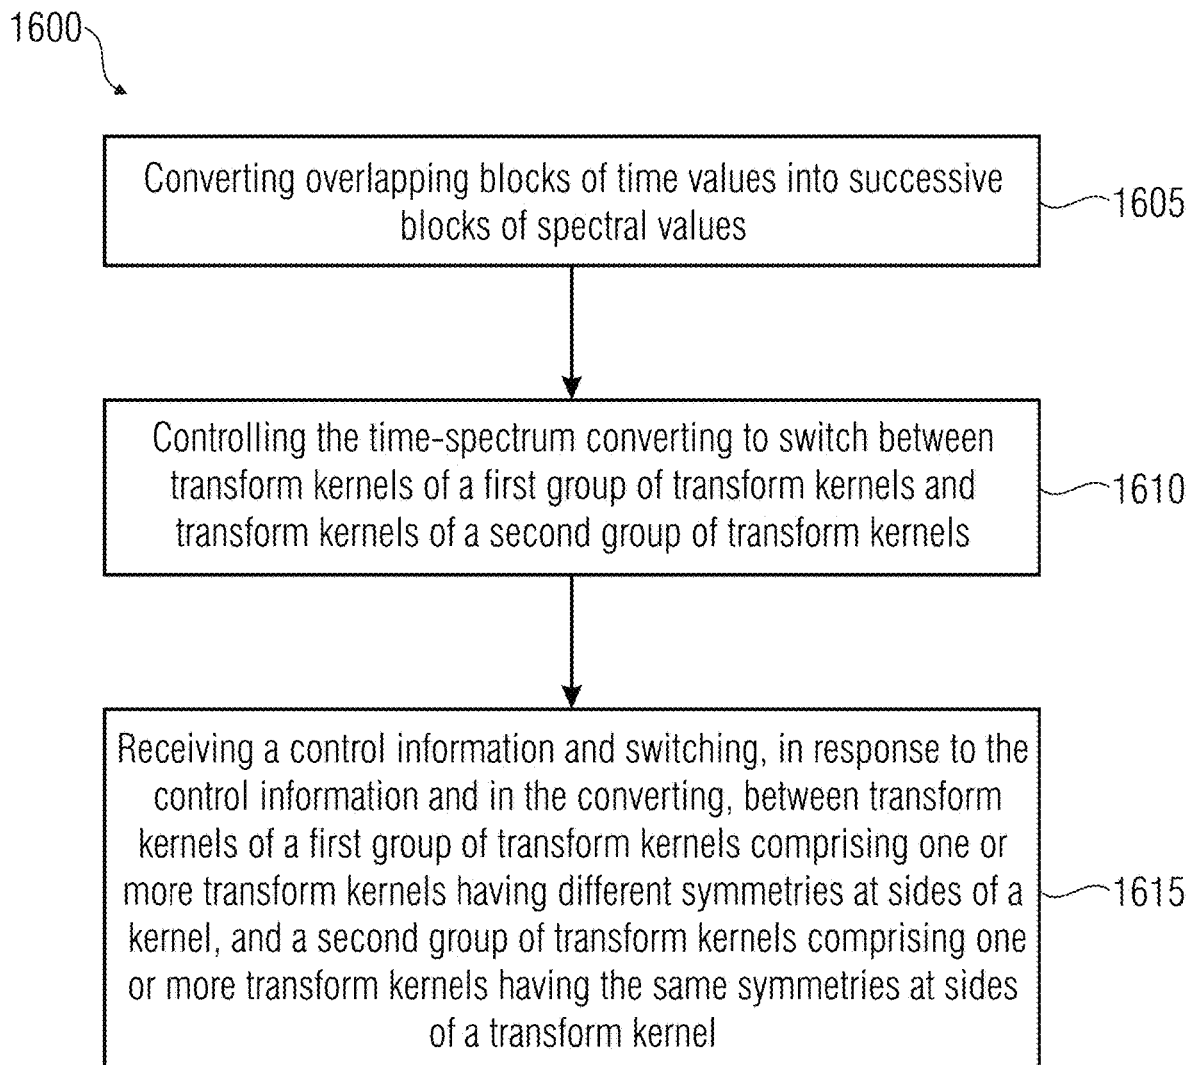 1600
Converting overlapping blocks of time values into successive
blocks of spectral values
1605
Controlling the time-spectrum converting to switch between
transform kernels of a first group of transform kernels and
transform kernels of a second group of transform kernels
1610
Receiving a control information and switching, in response to the
control information and in the converting, between transform
kernels of a first group of transform kernels comprising one or
more transform kernels having different symmetries at sides of a
kernel, and a second group of transform kernels comprising one
or more transform kernels having the same symmetries at sides
of a transform kernel
1615